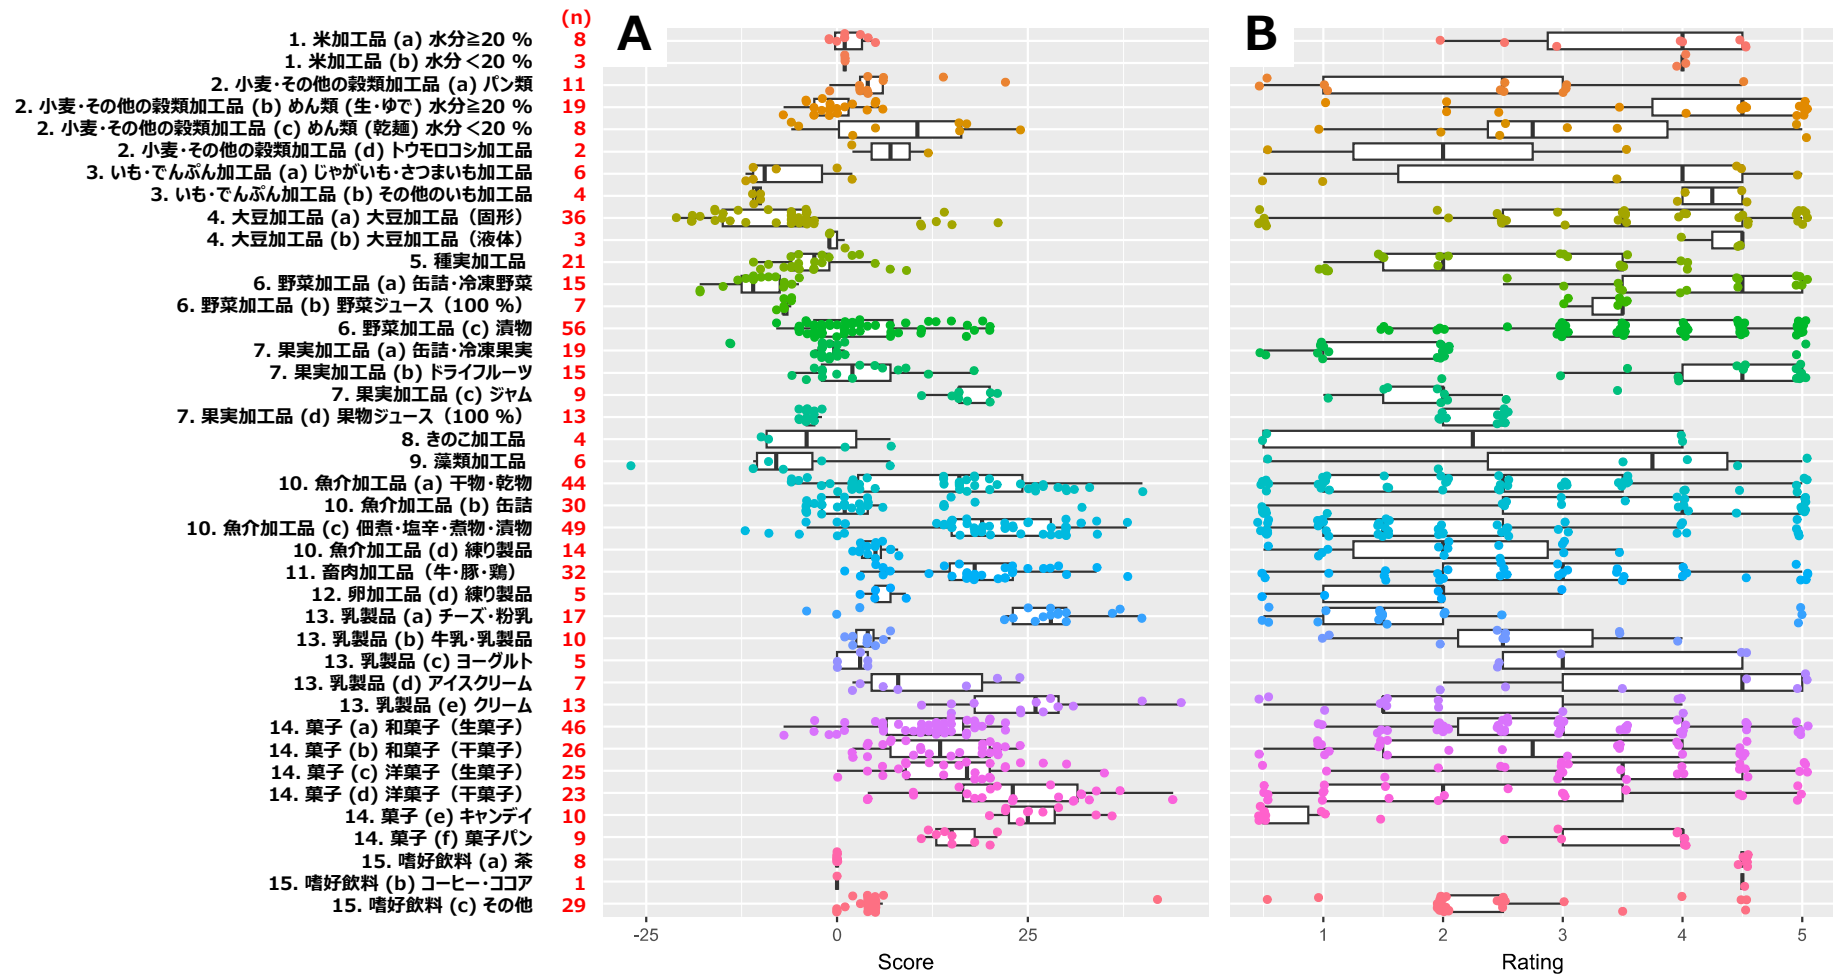 (n)
A
B
1. 米加工品 (a) 水分≧20 % 8
1. 米加工品 (b) 水分<20 % 3
2. 小麦・その他の穀類加工品 (a) パン類 11
2. 小麦・その他の穀類加工品 (b) めん類 (生・ゆで) 水分≧20 % 19
2. 小麦・その他の穀類加工品 (c) めん類 (乾麺) 水分<20 % 8
2. 小麦・その他の穀類加工品 (d) トウモロコシ加工品 2
3. いも・でんぷん加工品 (a) じゃがいも・さつまいも加工品 6
3. いも・でんぷん加工品 (b) その他のいも加工品 4
4. 大豆加工品 (a) 大豆加工品（固形） 36
4. 大豆加工品 (b) 大豆加工品（液体） 3
5. 種実加工品 21
6. 野菜加工品 (a) 缶詰・冷凍野菜 15
6. 野菜加工品 (b) 野菜ジュース（100 %） 7
6. 野菜加工品 (c) 漬物 56
7. 果実加工品 (a) 缶詰・冷凍果実 19
7. 果実加工品 (b) ドライフルーツ 15
7. 果実加工品 (c) ジャム 9
7. 果実加工品 (d) 果物ジュース（100 %） 13
8. きのこ加工品 4
9. 藻類加工品 6
10. 魚介加工品 (a) 干物・乾物 44
10. 魚介加工品 (b) 缶詰 30
10. 魚介加工品 (c) 佃煮・塩辛・煮物・漬物 49
10. 魚介加工品 (d) 練り製品 14
11. 畜肉加工品（牛・豚・鶏） 32
12. 卵加工品 (d) 練り製品 5
13. 乳製品 (a) チーズ・粉乳 17
13. 乳製品 (b) 牛乳・乳製品 10
13. 乳製品 (c) ヨーグルト 5
13. 乳製品 (d) アイスクリーム 7
13. 乳製品 (e) クリーム 13
14. 菓子 (a) 和菓子（生菓子） 46
14. 菓子 (b) 和菓子（干菓子） 26
14. 菓子 (c) 洋菓子（生菓子） 25
14. 菓子 (d) 洋菓子（干菓子） 23
14. 菓子 (e) キャンデイ 10
14. 菓子 (f) 菓子パン 9
15. 嗜好飲料 (a) 茶 8
15. 嗜好飲料 (b) コーヒー・ココア 1
15. 嗜好飲料 (c) その他 29
-25 0 25
Score
1 2 3 4 5
Rating